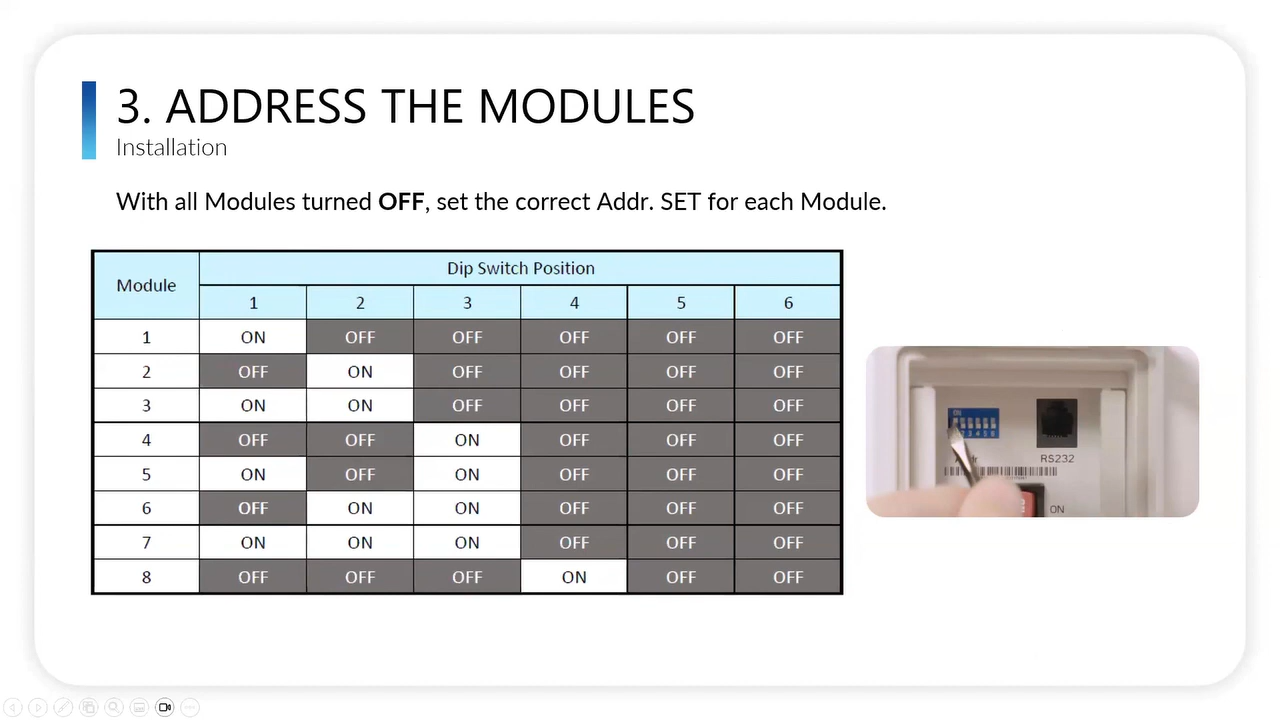 3. ADDRESS THE MODULES
Installation
With all Modules turned OFF, set the correct Addr. SET for each Module.
Module Dip Switch Position
1 2 3 4 5 6
1 ON OFF OFF OFF OFF OFF
2 OFF ON OFF OFF OFF OFF
3 ON ON OFF OFF OFF OFF
4 OFF OFF ON OFF OFF OFF
5 ON OFF ON OFF OFF OFF
6 OFF ON ON OFF OFF OFF
7 ON ON ON OFF OFF OFF
8 OFF OFF OFF ON OFF OFF
ON
RS232
ON